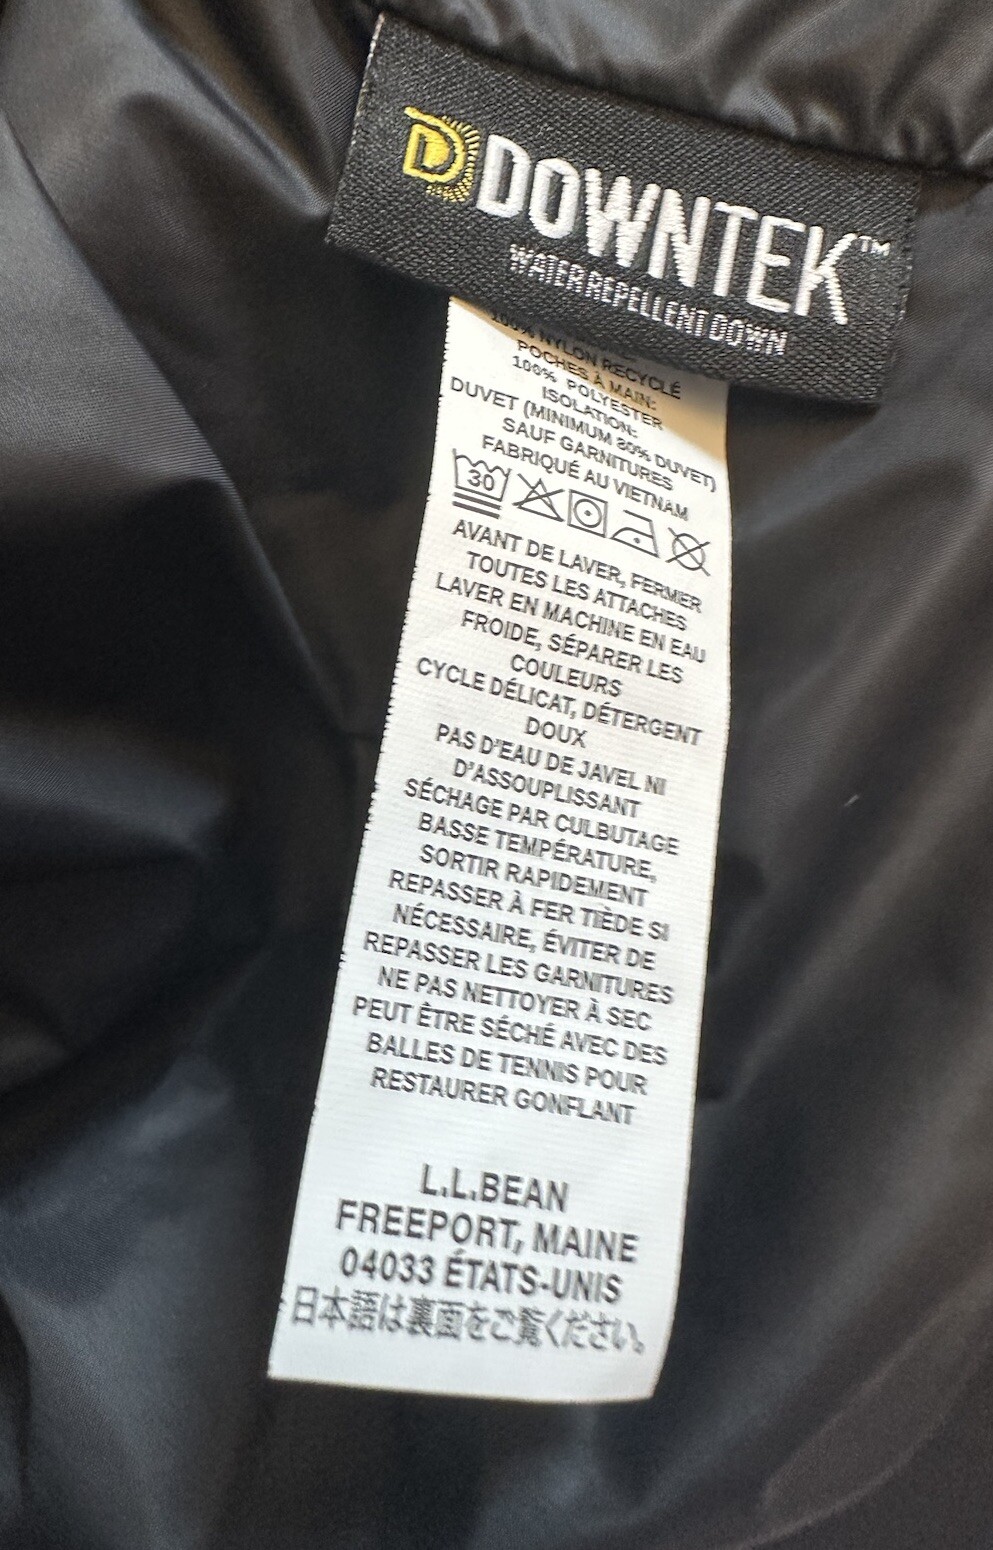 DOWNTEK™
WATER REPELLENT DOWN
100% NYLON RECYCLÉ
POCHES À MAIN:
100% POLYESTER
ISOLATION:
DUVET (MINIMUM 80% DUVET)
SAUF GARNITURES
FABRIQUÉ AU VIETNAM
30
AVANT DE LAVER, FERMER
TOUTES LES ATTACHES
LAVER EN MACHINE EN EAU
FROIDE, SÉPARER LES
COULEURS
CYCLE DÉLICAT, DÉTERGENT
DOUX
PAS D'EAU DE JAVEL NI
D'ASSOUPLISSANT
SÉCHAGE PAR CULBUTAGE
BASSE TEMPÉRATURE,
SORTIR RAPIDEMENT
REPASSER À FER TIÈDE SI
NÉCESSAIRE, ÉVITER DE
REPASSER LES GARNITURES
NE PAS NETTOYER À SEC
PEUT ÊTRE SÉCHÉ AVEC DES
BALLES DE TENNIS POUR
RESTAURER GONFLANT
L.L.BEAN
FREEPORT, MAINE
04033 ÉTATS-UNIS
日本語は裏面をご覧ください。